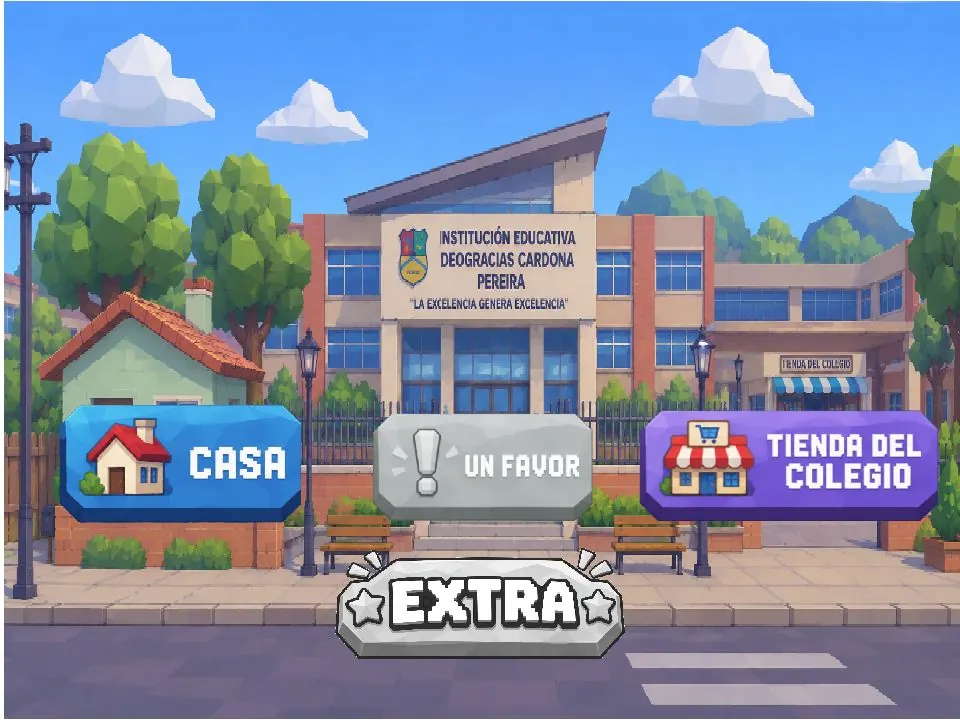 INSTITUCIÓN EDUCATIVA
DEOGRACIAS CARDONA
PEREIRA
"LA EXCELENCIA GENERA EXCELENCIA"
TIENDA DEL COLEGIO
CASA
UN FAVOR
TIENDA DEL
COLEGIO
EXTRA